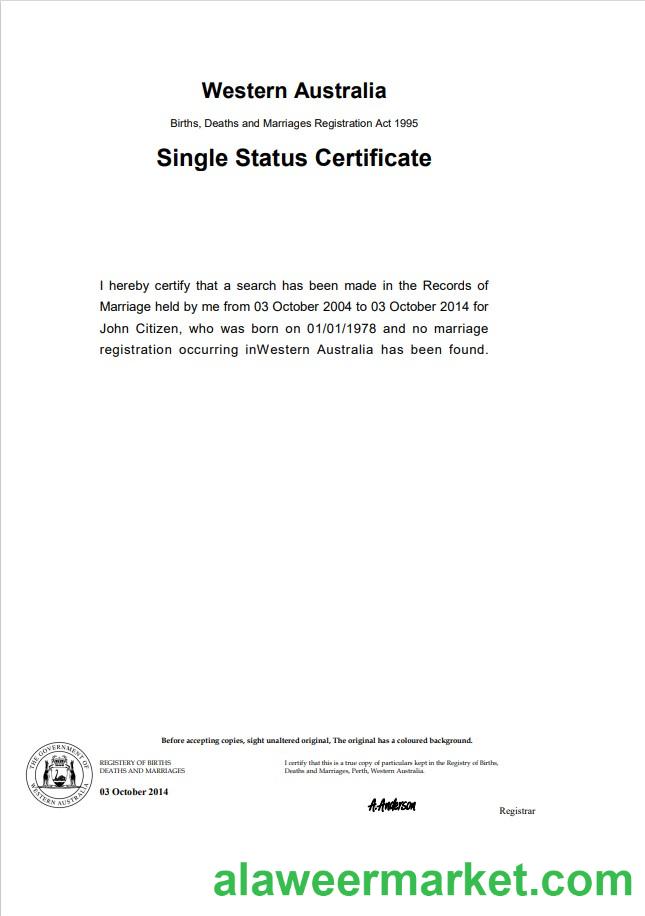 Western Australia
Births, Deaths and Marriages Registration Act 1995
Single Status Certificate
I hereby certify that a search has been made in the Records of
Marriage held by me from 03 October 2004 to 03 October 2014 for
John Citizen, who was born on 01/01/1978 and no marriage
registration occurring inWestern Australia has been found.
Before accepting copies, sight unaltered original, The original has a coloured background.
THE GOVERNMENT OF
WESTERN AUSTRALIA
REGISTERY OF BIRTHS
DEATHS AND MARRIAGES
03 October 2014
I certify that this is a true copy of particulars kept in the Registry of Births,
Deaths and Marriages, Perth, Western Australia.
A.Anderson
Registrar
alaweermarket.com